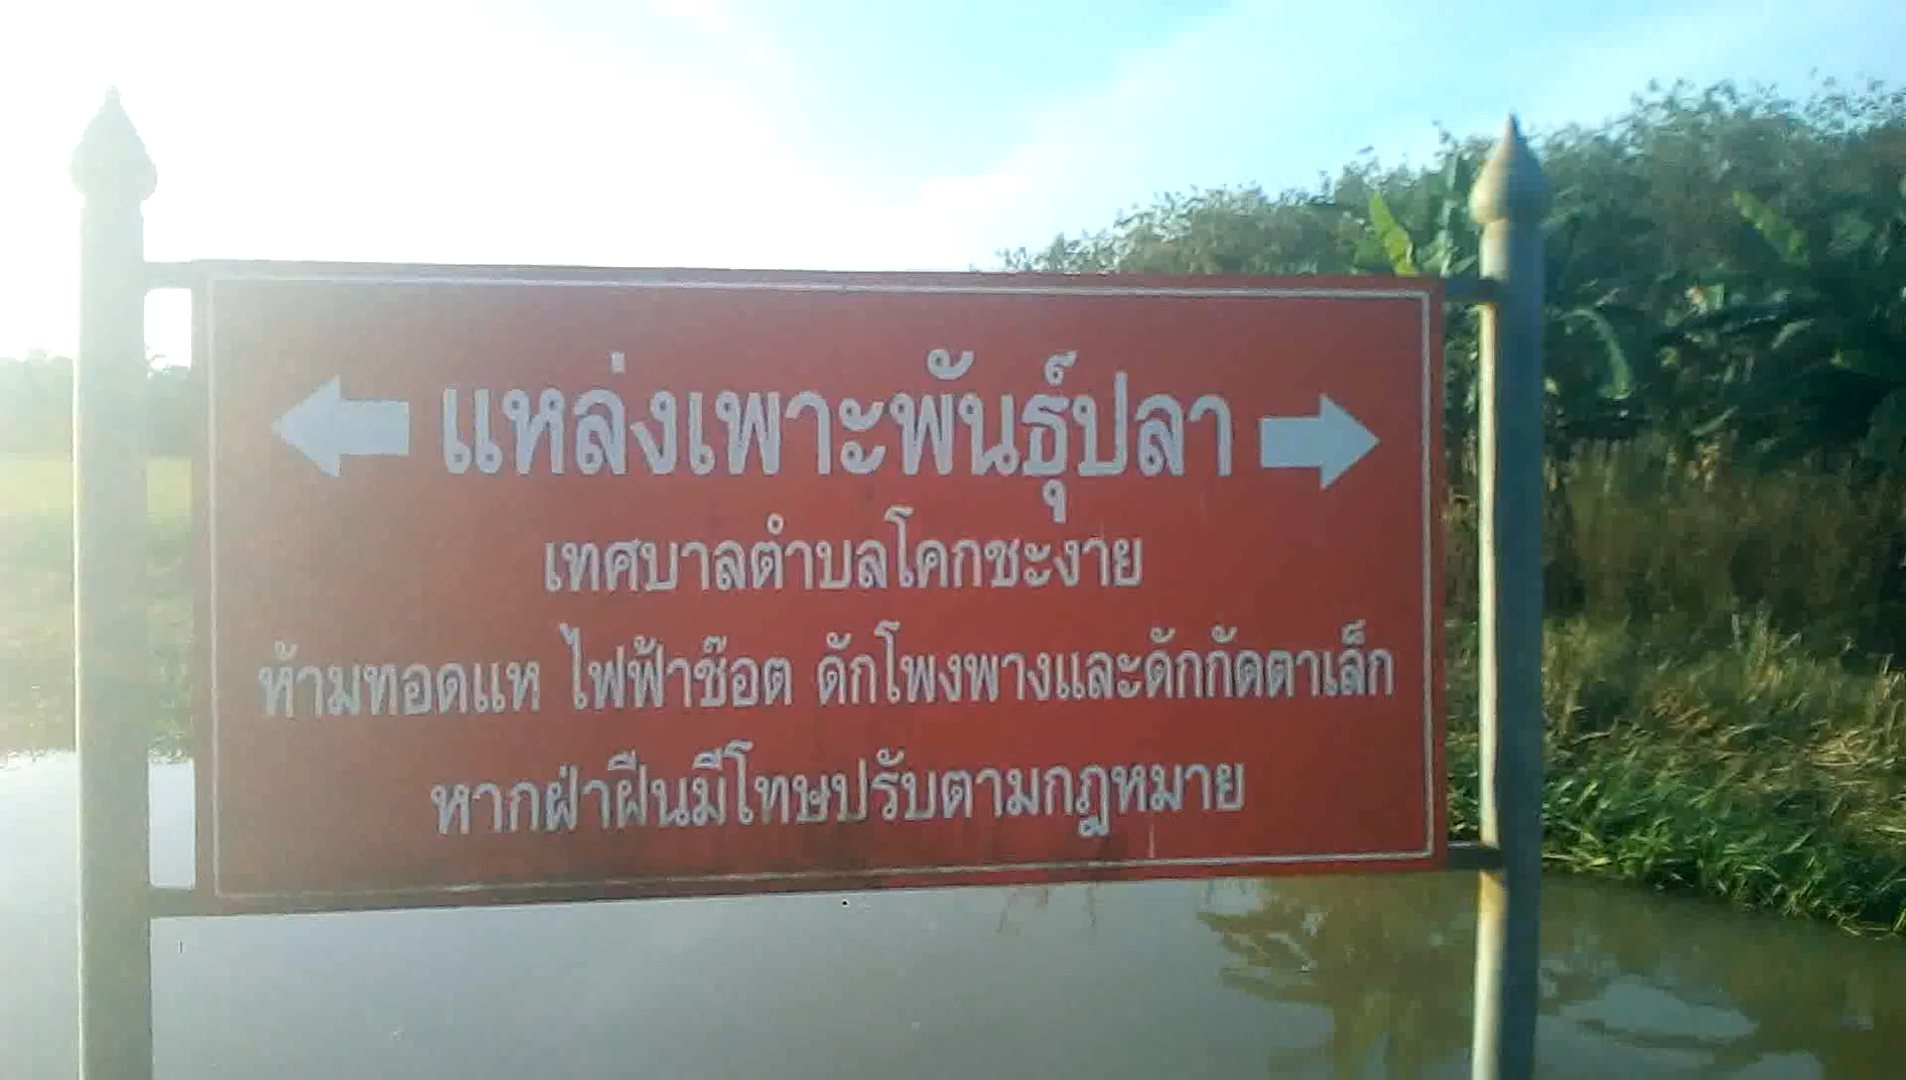 แหล่งเพาะพันธุ์ปลา
เทศบาลตำบลโคกชะงาย
ห้ามทอดแห ไฟฟ้าช๊อต ดักโพงพางและดักกัดตาเล็ก
หากฝ่าฝืนมีโทษปรับตามกฎหมาย